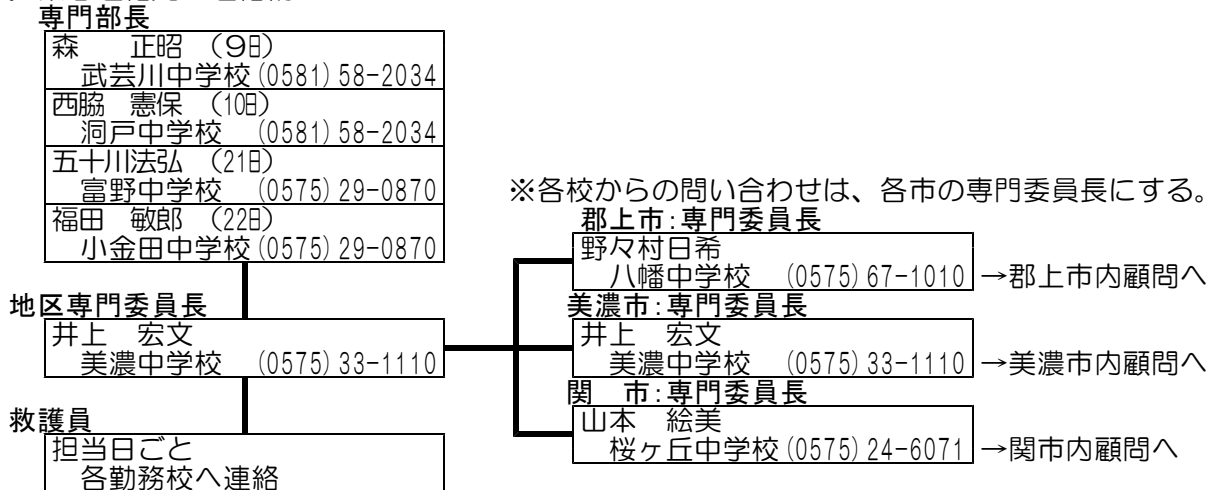 専門部長
森　　正昭　（9日）
武芸川中学校(0581)58-2034
西脇　憲保　（10日）
洞戸中学校　(0581)58-2034
五十川法弘　（21日）
富野中学校　(0575)29-0870
福田　敏郎　（22日）
小金田中学校(0575)29-0870
地区専門委員長
井上　宏文
美濃中学校　(0575)33-1110
救護員
担当日ごと
各勤務校へ連絡
※各校からの問い合わせは、各市の専門委員長にする。
郡上市:専門委員長
野々村日希
八幡中学校　(0575)67-1010 →郡上市内顧問へ
美濃市:専門委員長
井上　宏文
美濃中学校　(0575)33-1110 →美濃市内顧問へ
関　市:専門委員長
山本　絵美
桜ヶ丘中学校(0575)24-6071 →関市内顧問へ